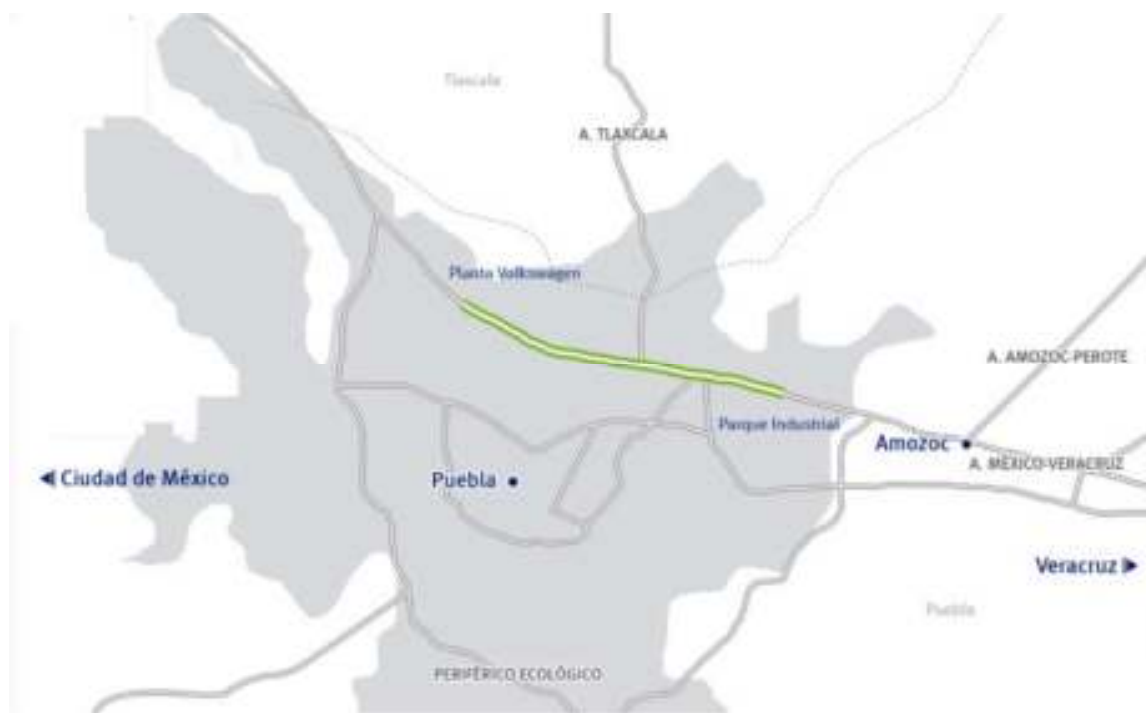 Tlaxcala
A. TLAXCALA
Planta Volkswagen
A. AMOZOC-PEROTE
Parque Industrial
Amozoc
A. MÉXICO-VERACRUZ
Ciudad de México
Puebla
Veracruz
Puebla
PERIFÉRICO ECOLÓGICO